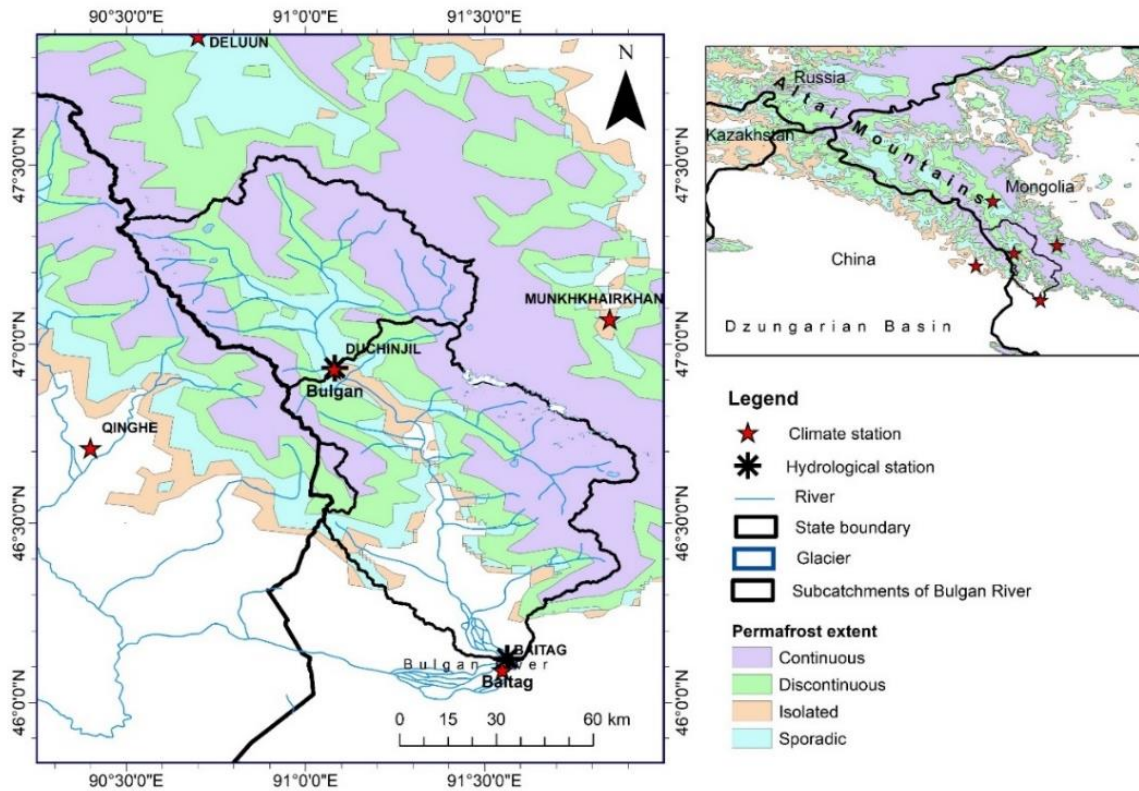 90°30'0"E 91°0'0"E 91°30'0"E
DELUUN
N
47°30'0"N
47°30'0"N
MUNKHKHAIRKHAN
47°0'0"N
47°0'0"N
DUCHINJIL
Bulgan
QINGHE
46°30'0"N
46°30'0"N
BAITAG
Bulgan River
Baitag
46°0'0"N
46°0'0"N
0 15 30 60 km
90°30'0"E 91°0'0"E 91°30'0"E
Russia
Altai Mountains
Kazakhstan
Mongolia
China
Dzungarian Basin
Legend
Climate station
Hydrological station
River
State boundary
Glacier
Subcatchments of Bulgan River
Permafrost extent
Continuous
Discontinuous
Isolated
Sporadic